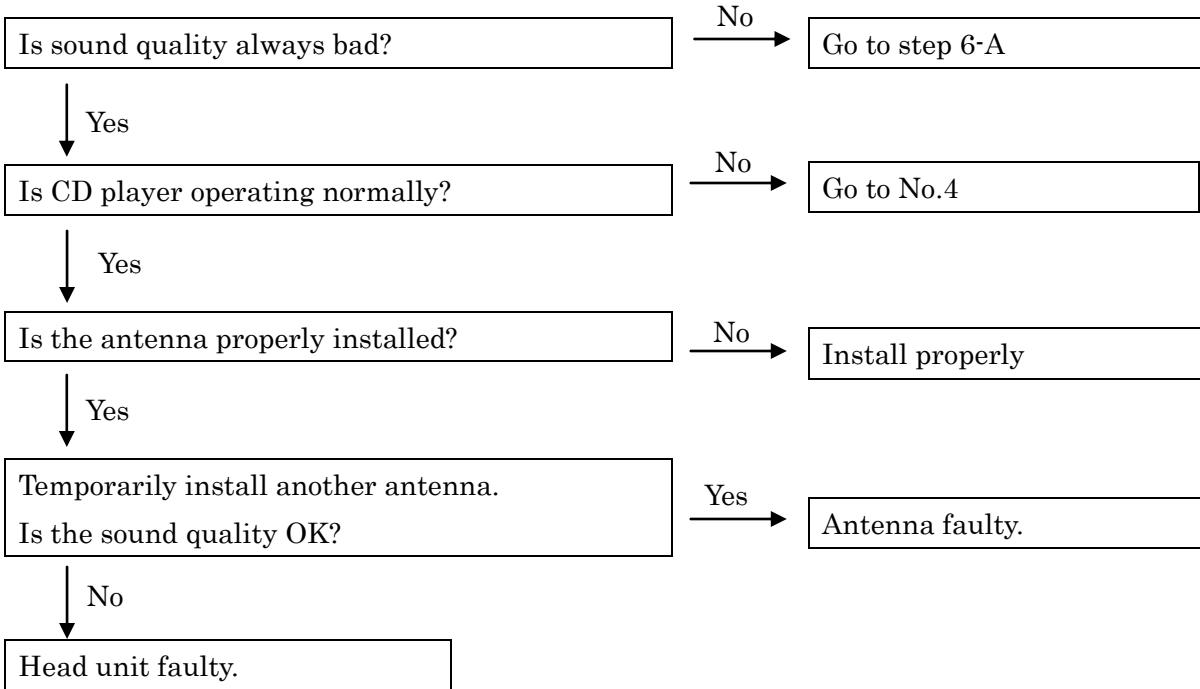 No
Is sound quality always bad?
Go to step 6-A
Yes
No
Is CD player operating normally?
Go to No.4
Yes
No
Is the antenna properly installed?
Install properly
Yes
Temporarily install another antenna.
Yes
Is the sound quality OK?
Antenna faulty.
No
Head unit faulty.